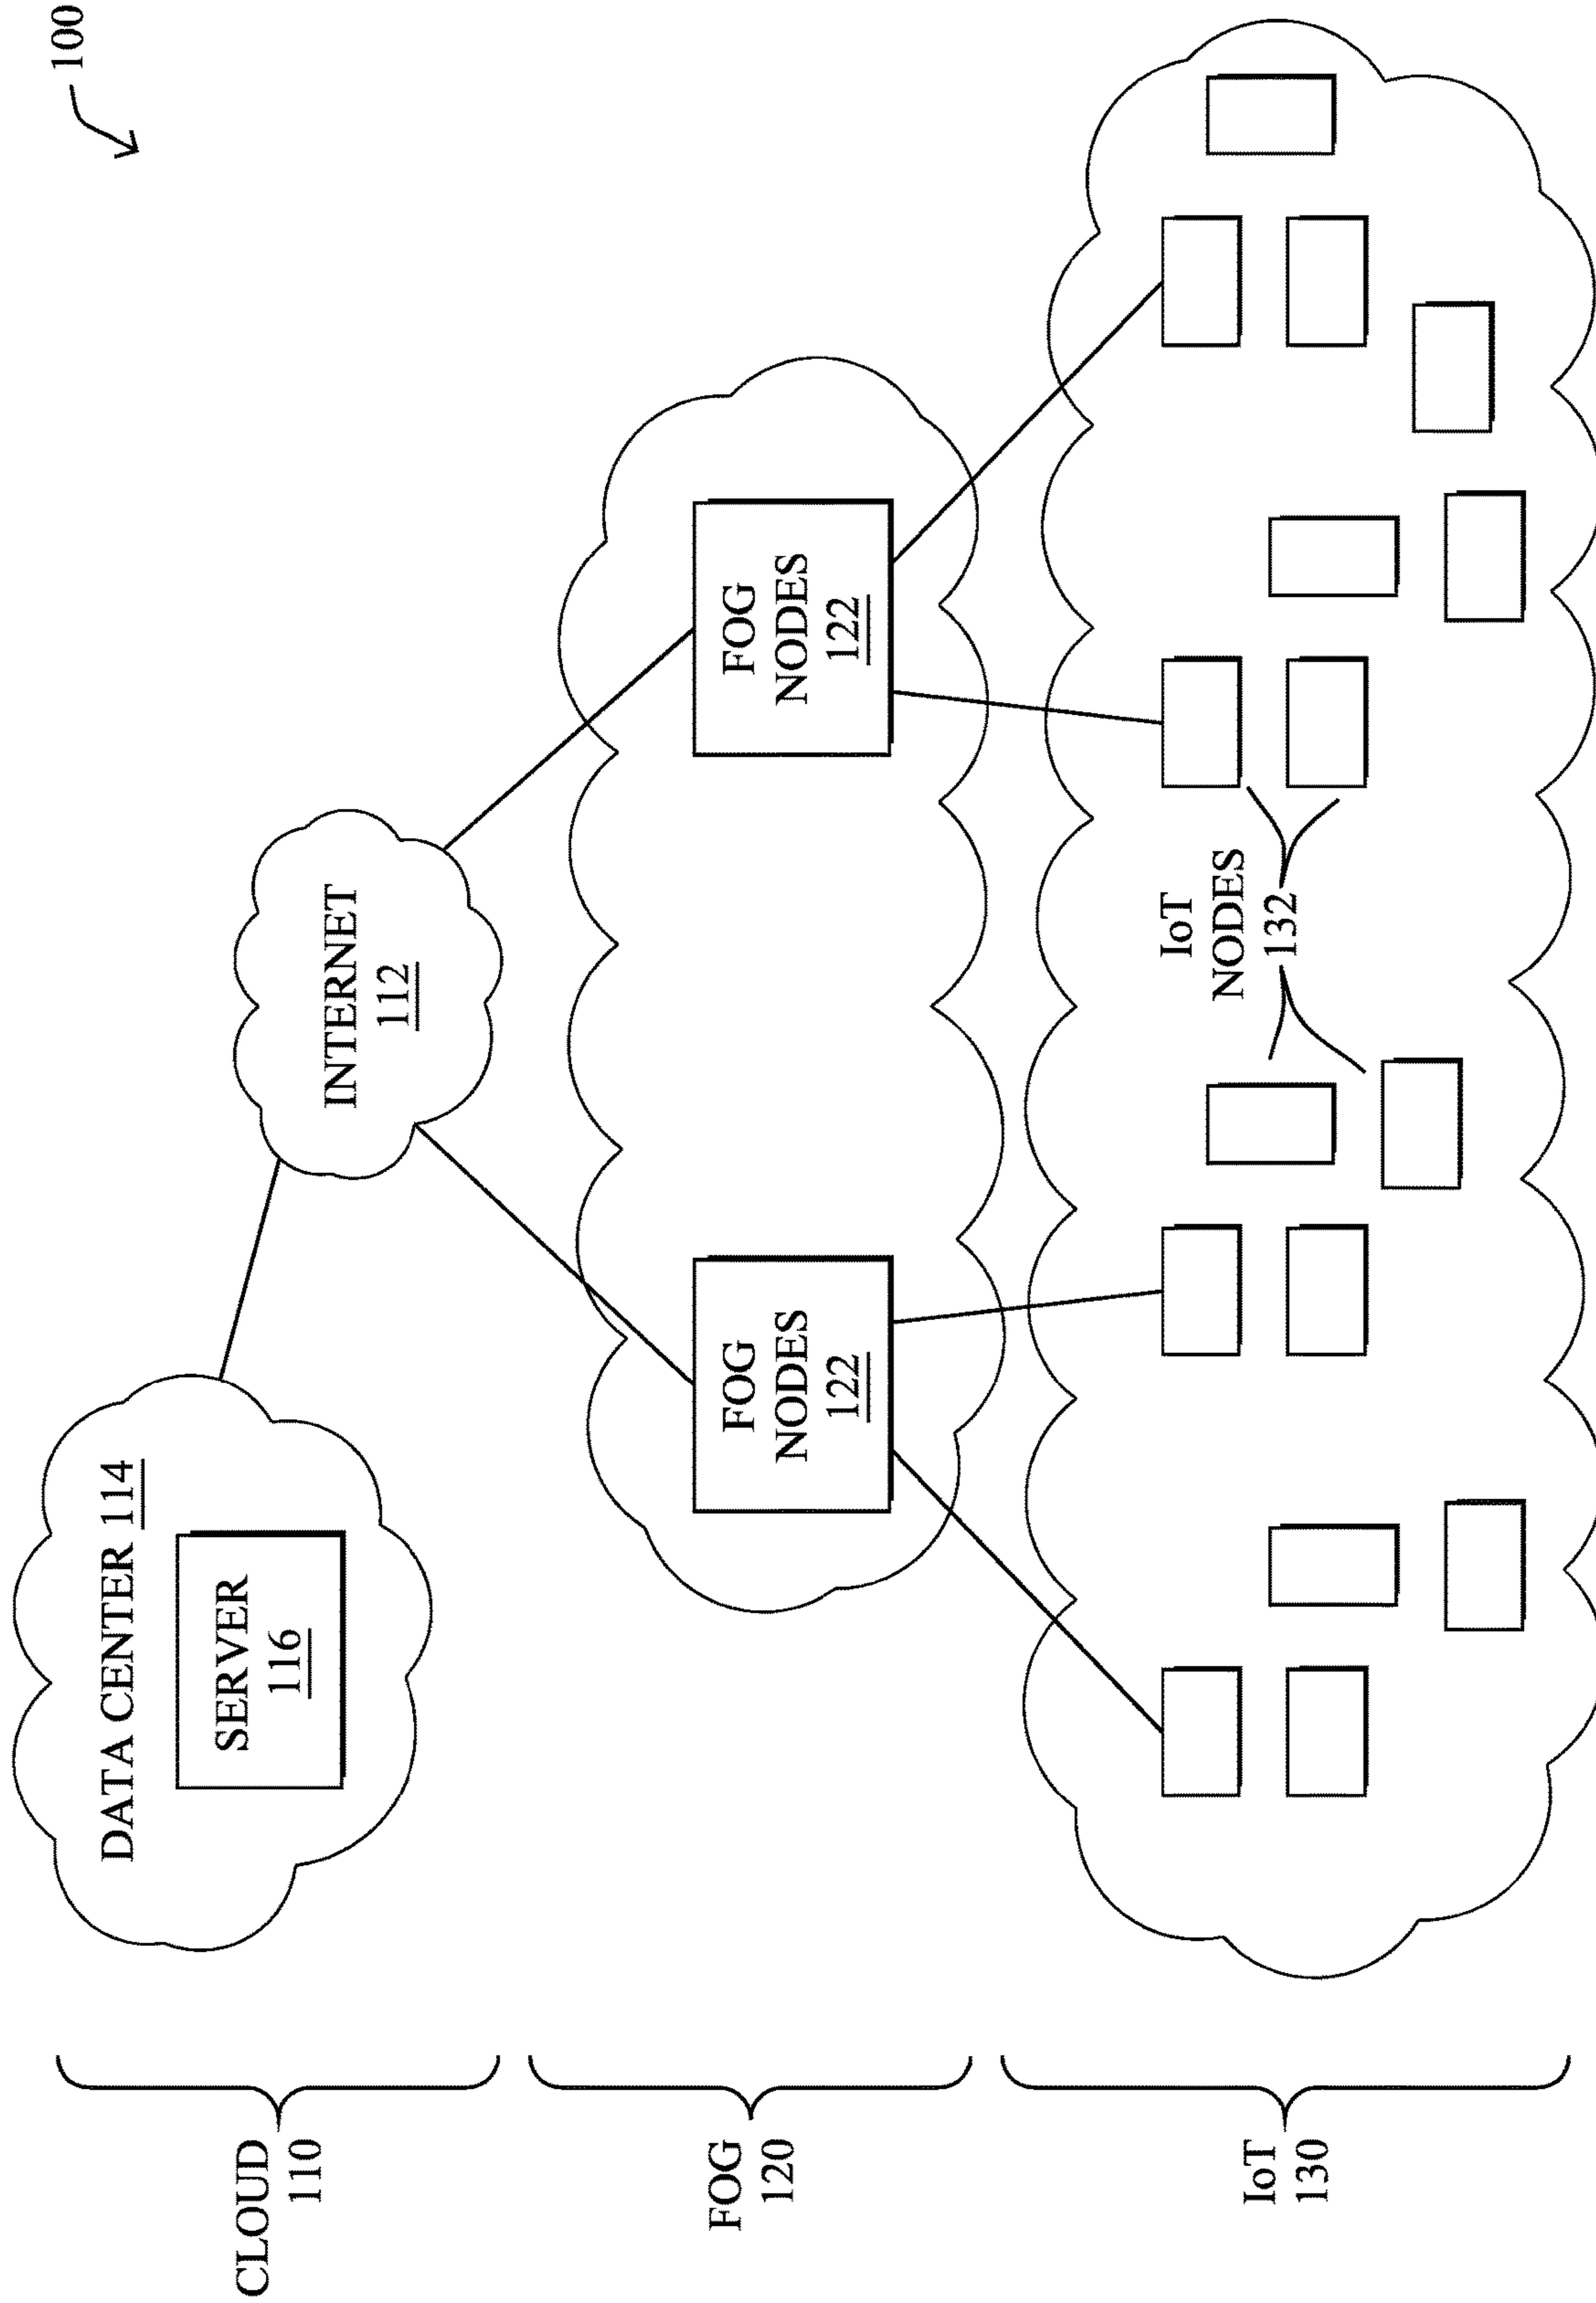 100
CLOUD
110
DATA CENTER 114
SERVER
116
INTERNET
112
FOG
120
FOG
NODES
122
FOG
NODES
122
IoT
130
IoT
NODES
132